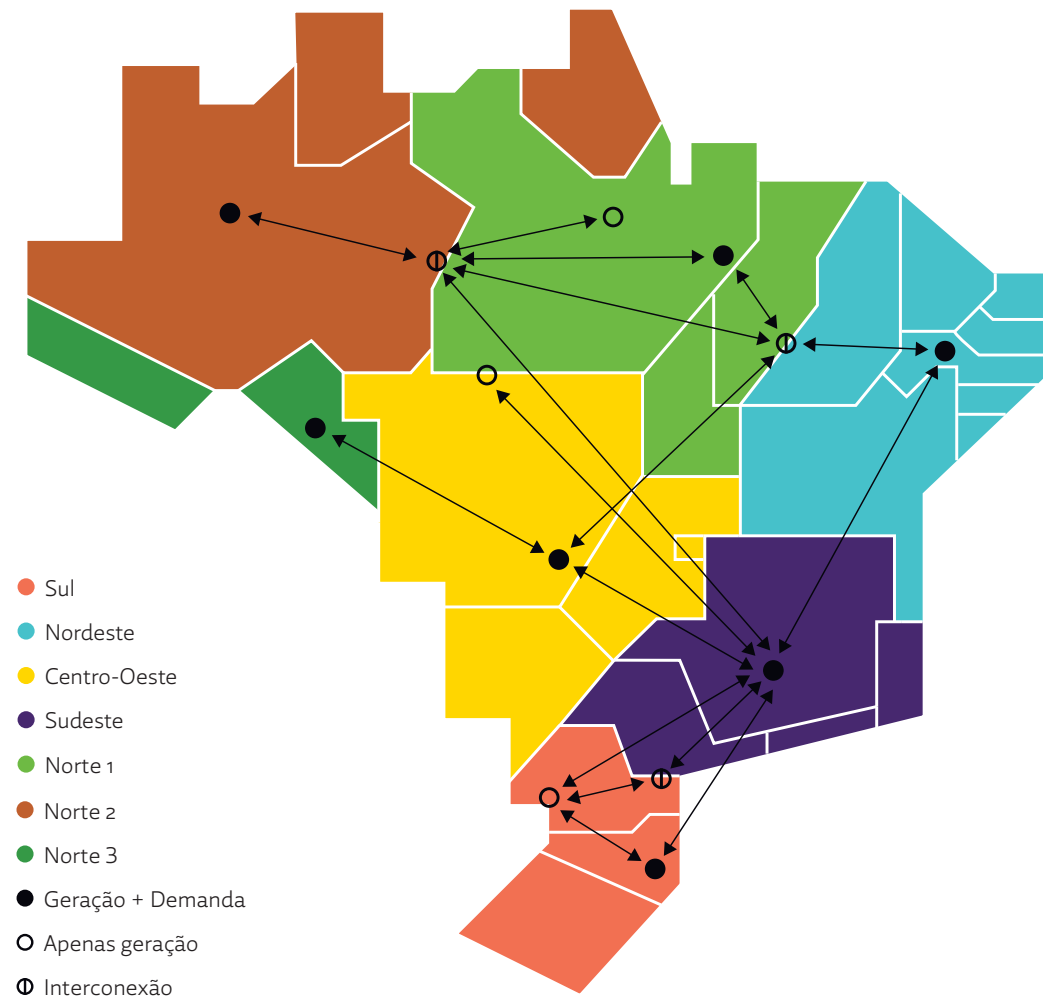 Sul
Nordeste
Centro-Oeste
Sudeste
Norte 1
Norte 2
Norte 3
Geração + Demanda
Apenas geração
Interconexão